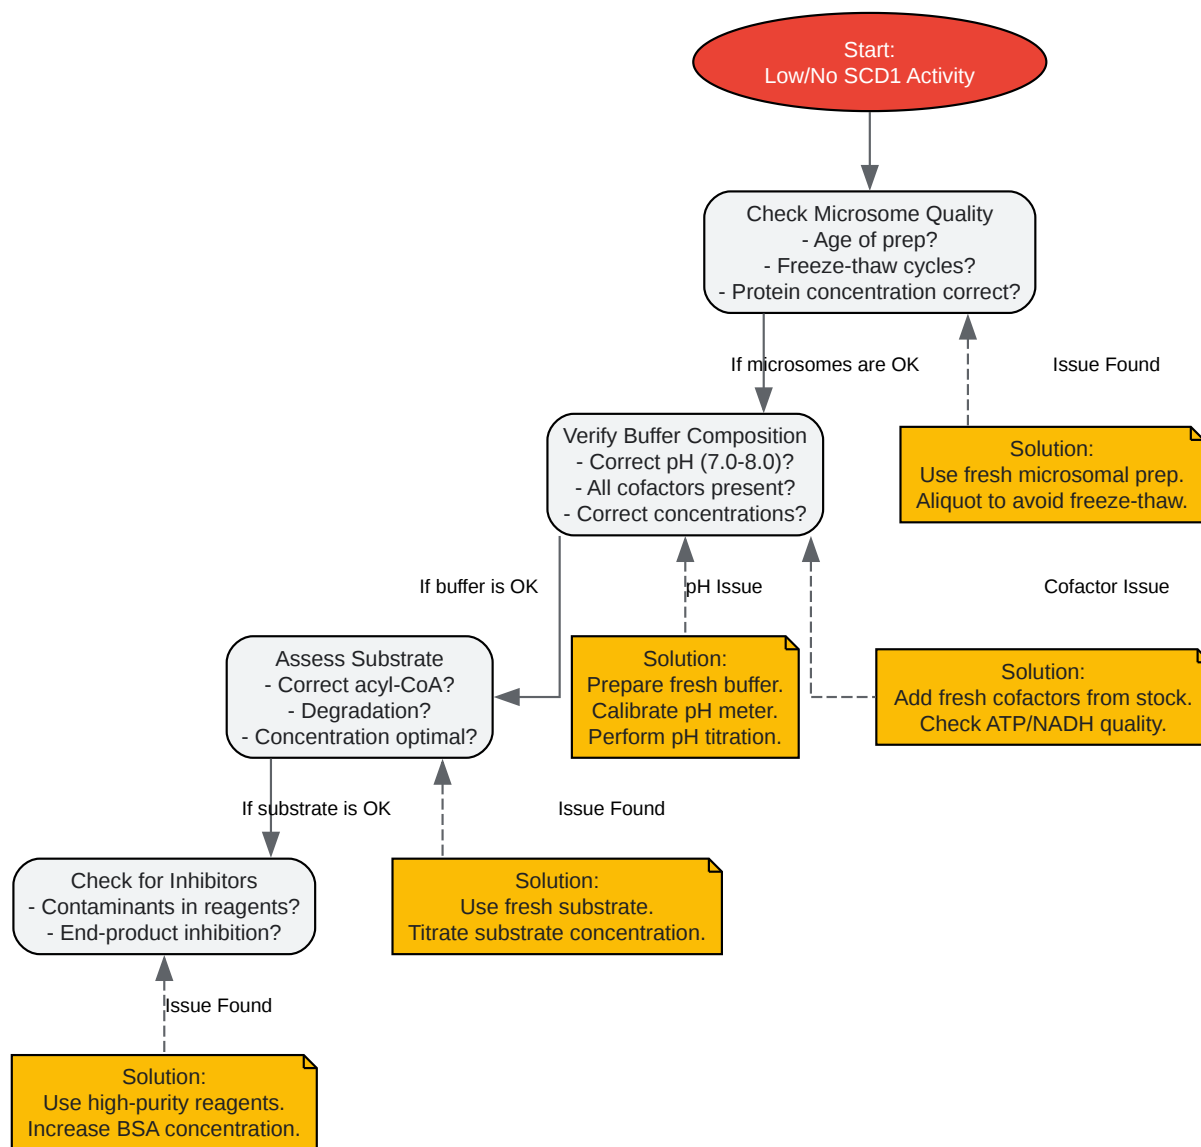 Start:
Low/No SCD1 Activity
Check Microsome Quality
- Age of prep?
- Freeze-thaw cycles?
- Protein concentration correct?
If microsomes are OK
Issue Found
Verify Buffer Composition
- Correct pH (7.0-8.0)?
- All cofactors present?
- Correct concentrations?
Solution:
Use fresh microsomal prep.
Aliquot to avoid freeze-thaw.
If buffer is OK
pH Issue
Cofactor Issue
Assess Substrate
- Correct acyl-CoA?
- Degradation?
- Concentration optimal?
Solution:
Prepare fresh buffer.
Calibrate pH meter.
Perform pH titration.
Solution:
Add fresh cofactors from stock.
Check ATP/NADH quality.
If substrate is OK
Issue Found
Check for Inhibitors
- Contaminants in reagents?
- End-product inhibition?
Solution:
Use fresh substrate.
Titrate substrate concentration.
Issue Found
Solution:
Use high-purity reagents.
Increase BSA concentration.